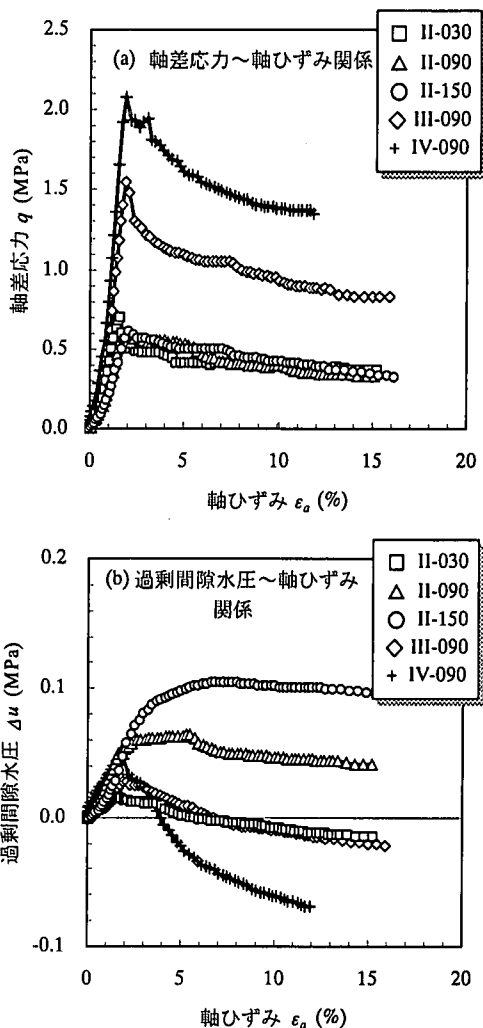 (a) 軸差応力~軸ひずみ関係
II-030
II-090
II-150
III-090
IV-090
軸差応力 q (MPa)
2.5
2.0
1.5
1.0
0.5
0.0
0
5
10
15
20
軸ひずみ εa (%)
(b) 過剰間隙水圧~軸ひずみ
関係
II-030
II-090
II-150
III-090
IV-090
過剰間隙水圧 Δu (MPa)
0.2
0.1
0.0
-0.1
0
5
10
15
20
軸ひずみ εa (%)